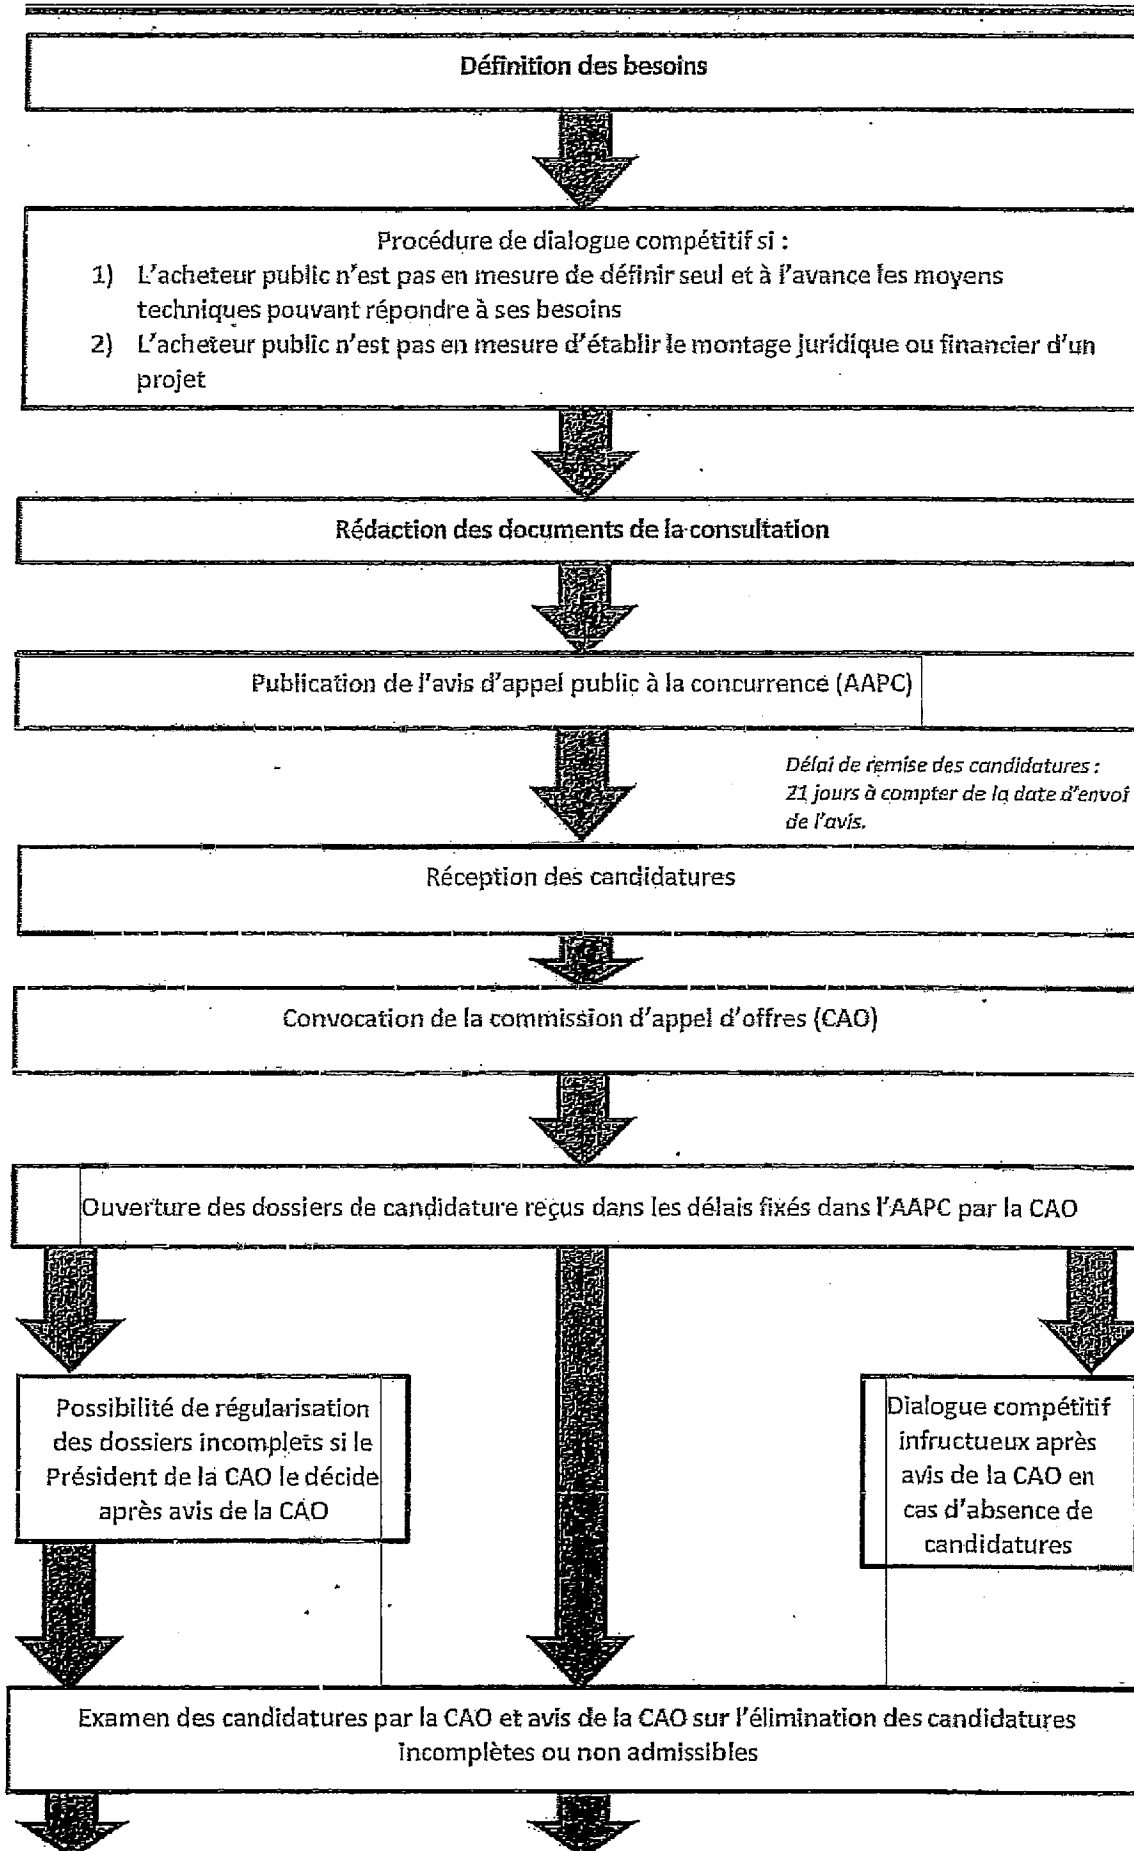 Définition des besoins
Procédure de dialogue compétitif si :
1) L'acheteur public n'est pas en mesure de définir seul et à l'avance les moyens
techniques pouvant répondre à ses besoins
2) L'acheteur public n'est pas en mesure d'établir le montage juridique ou financier d'un
projet
Rédaction des documents de la consultation
Publication de l'avis d'appel public à la concurrence (AAPC)
Délai de remise des candidatures :
21 jours à compter de la date d'envoi
de l'avis.
Réception des candidatures
Convocation de la commission d'appel d'offres (CAO)
Ouverture des dossiers de candidature reçus dans les délais fixés dans l'AAPC par la CAO
Possibilité de régularisation
des dossiers incomplets si le
Président de la CAO le décide
après avis de la CAO
Dialogue compétitif
infructueux après
avis de la CAO en
cas d'absence de
candidatures
Examen des candidatures par la CAO et avis de la CAO sur l'élimination des candidatures
incomplètes ou non admissibles